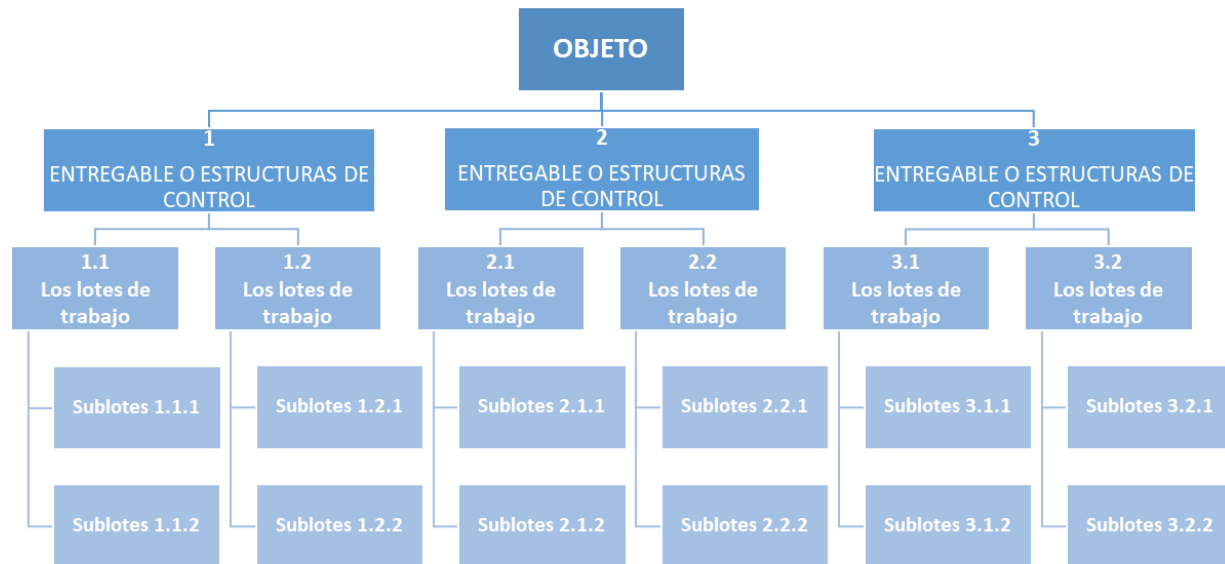 OBJETO
1
ENTREGABLE O ESTRUCTURAS DE
CONTROL
2
ENTREGABLE O ESTRUCTURAS
DE CONTROL
3
ENTREGABLE O ESTRUCTURAS DE
CONTROL
1.1
Los lotes de
trabajo
1.2
Los lotes de
trabajo
2.1
Los lotes de
trabajo
2.2
Los lotes de
trabajo
3.1
Los lotes de
trabajo
3.2
Los lotes de
trabajo
Sublotes 1.1.1
Sublotes 1.2.1
Sublotes 2.1.1
Sublotes 2.2.1
Sublotes 3.1.1
Sublotes 3.2.1
Sublotes 1.1.2
Sublotes 1.2.2
Sublotes 2.1.2
Sublotes 2.2.2
Sublotes 3.1.2
Sublotes 3.2.2